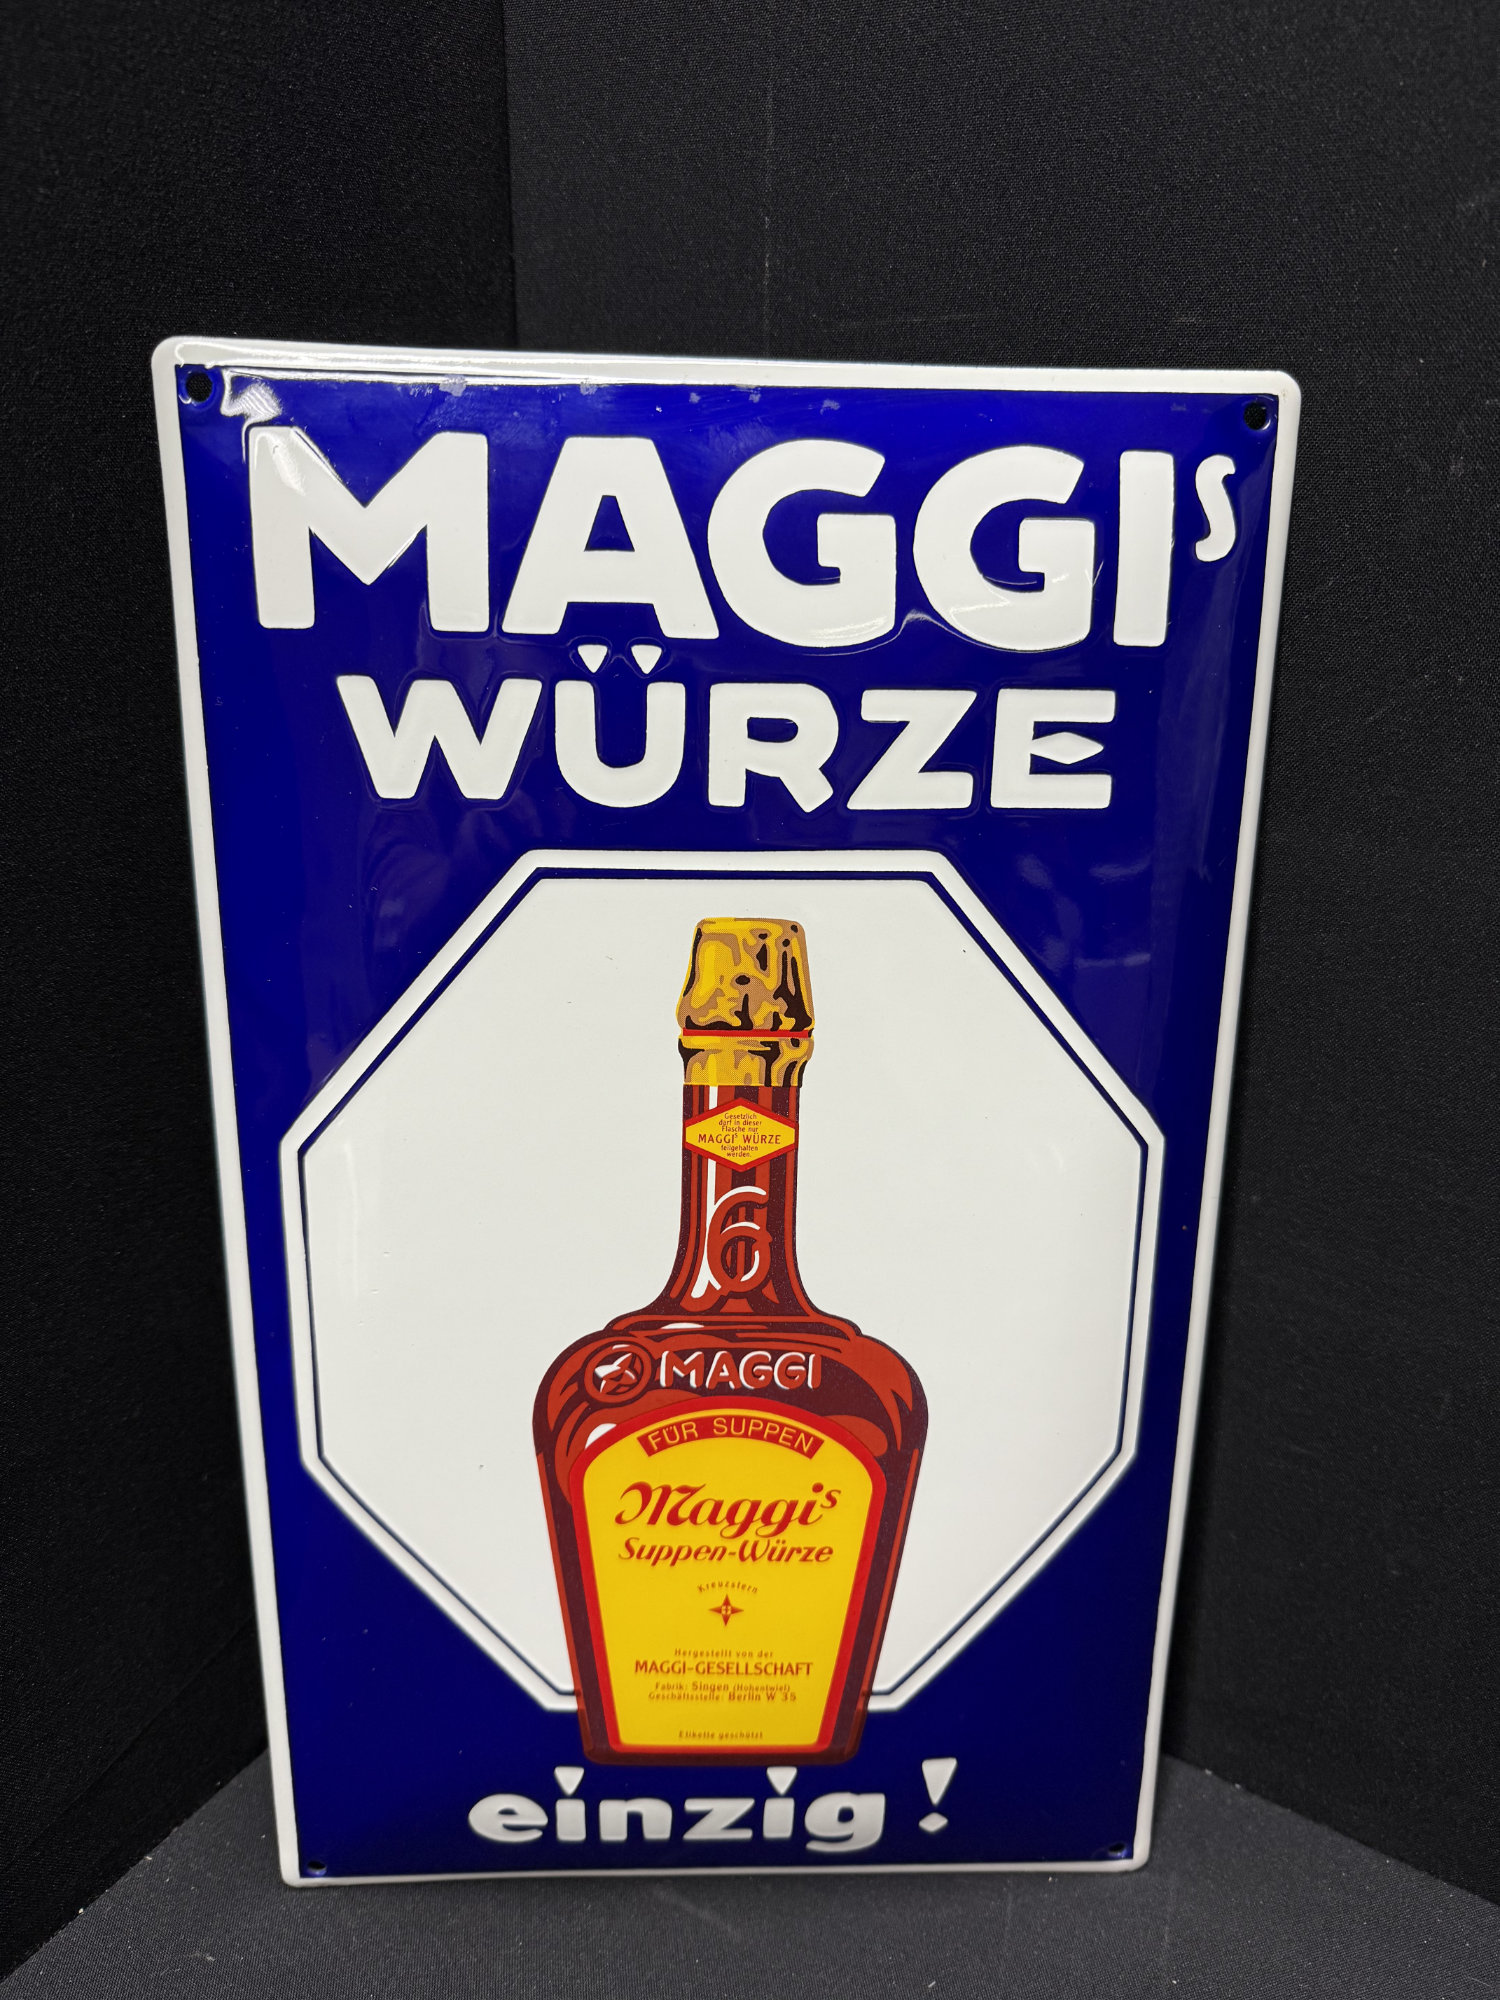 MAGGIs
WÜRZE
Gesetzlich
darf in dieser
Flasche nur
MAGGIs WÜRZE
feilgehalten
werden.
6
MAGGI
FÜR SUPPEN
Maggis
Suppen-Würze
Kreuzstern
Hergestellt von der
MAGGI-GESELLSCHAFT
Fabrik: Singen (Hohentwiel)
Geschäftsstelle: Berlin W 35
Etikette geschützt
einzig!